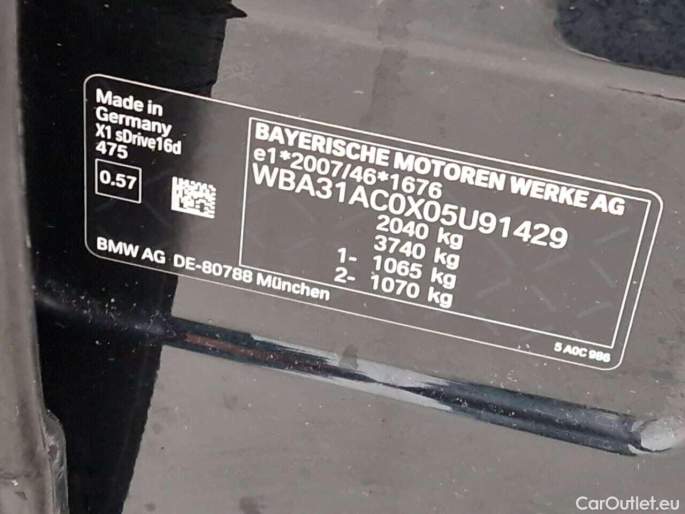 Made in
Germany
X1 sDrive16d
475
0.57
BMW AG DE-80788 München
BAYERISCHE MOTOREN WERKE AG
e1*2007/46*1676
WBA31AC0X05U91429
2040 kg
3740 kg
1- 1065 kg
2- 1070 kg
5 A0C 986
CarOutlet.eu